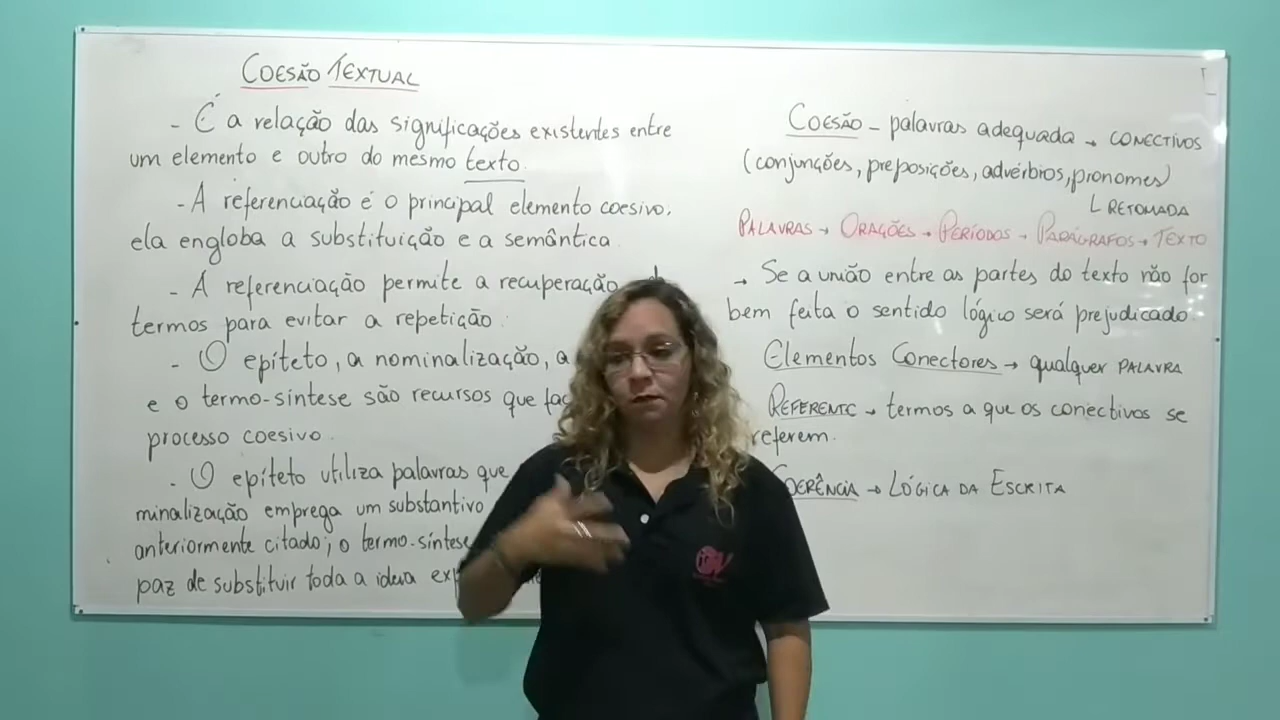 COESÃO TEXTUAL
- É a relação das significações existentes entre
um elemento e outro do mesmo texto.
- A referenciação é o principal elemento coesivo.
ela engloba a substituição e a semântica.
- A referenciação permite a recuperação
termos para evitar a repetição.
- O epíteto, a nominalização, a
e o termo-síntese são recursos que
processo coesivo.
- O epíteto utiliza palavras que
minalização emprega um substantivo
anteriormente citado; o termo-síntese
paz de substituir toda a ideia
COESÃO - palavras adequada → CONECTIVOS
(conjunções, preposições, advérbios, pronomes)
RETOMADA
PALAVRAS → ORAÇÕES → PERÍODOS → PARÁGRAFOS → TEXTO
→ Se a união entre as partes do texto não for
bem feita o sentido lógico será prejudicado.
Elementos Conectores → qualquer PALAVRA
REFERENTE → termos a que os conectivos se
referem.
COERÊNCIA → LÓGICA DA ESCRITA